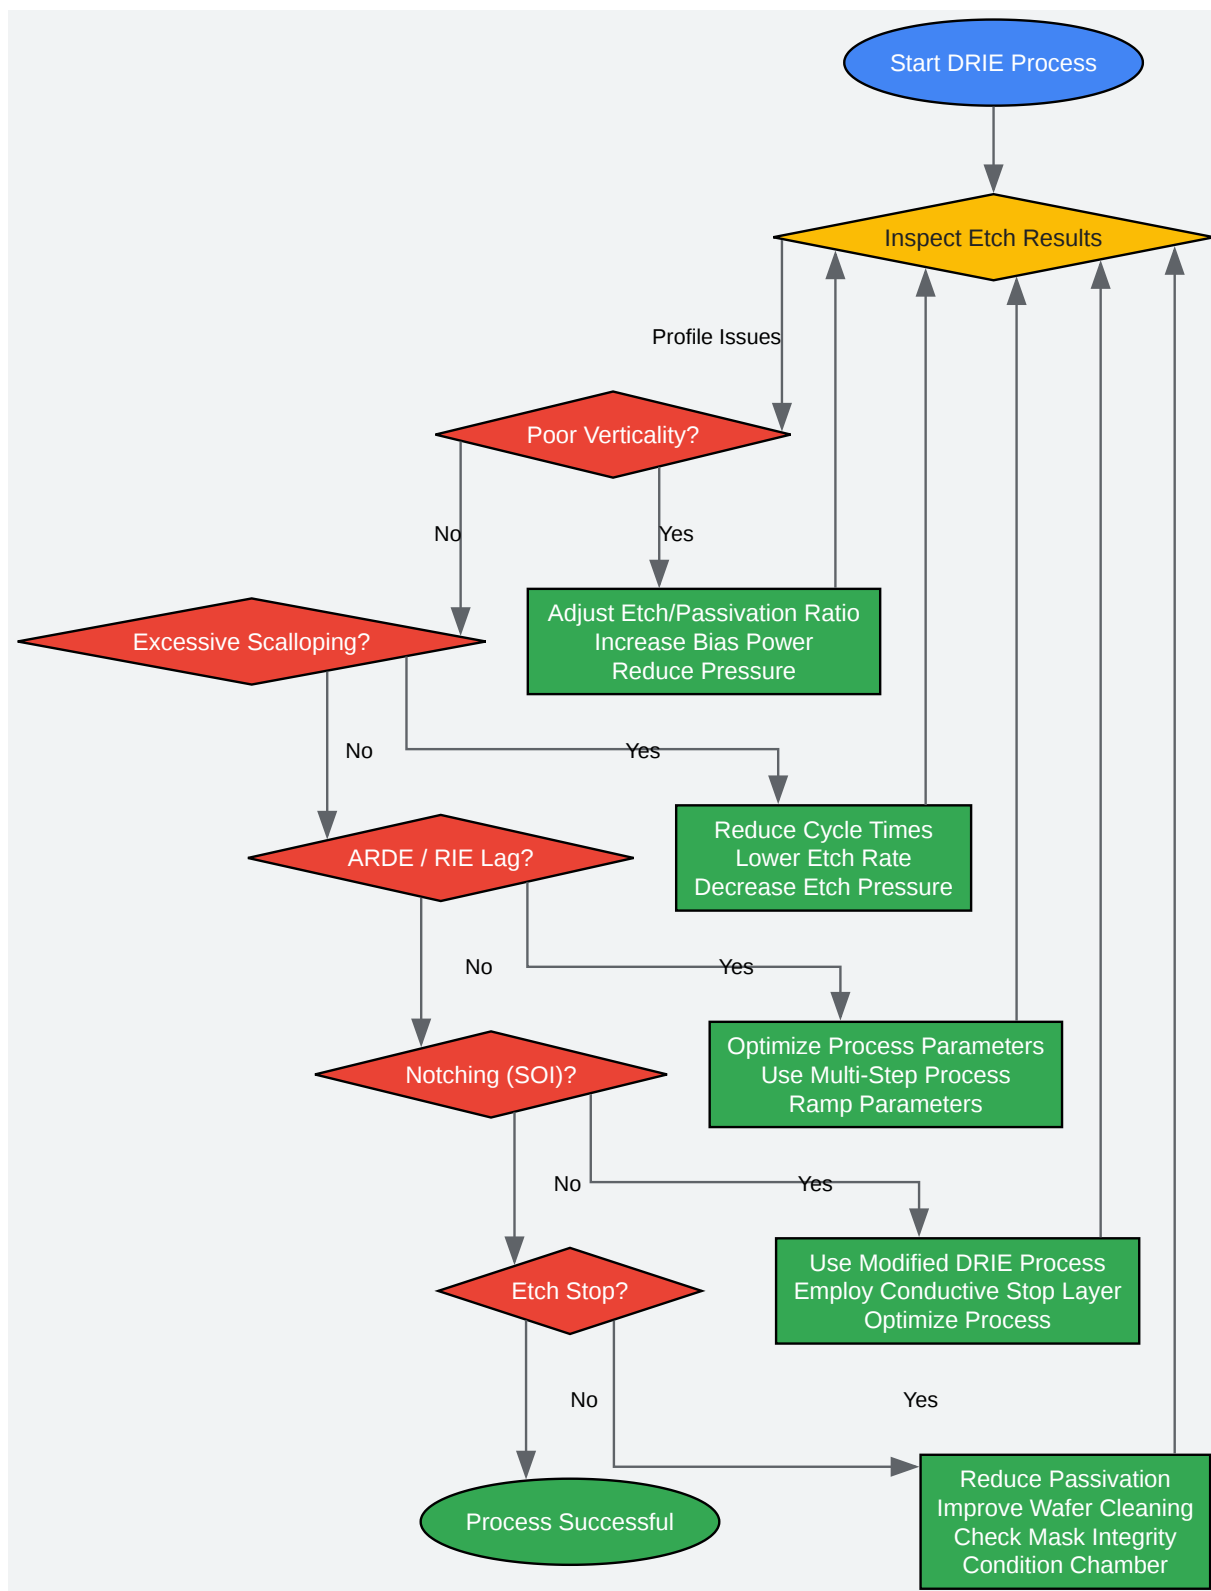 Start DRIE Process
Inspect Etch Results
Profile Issues
Poor Verticality?
No
Yes
Adjust Etch/Passivation Ratio
Increase Bias Power
Reduce Pressure
Excessive Scalloping?
No
Yes
Reduce Cycle Times
Lower Etch Rate
Decrease Etch Pressure
ARDE / RIE Lag?
No
Yes
Optimize Process Parameters
Use Multi-Step Process
Ramp Parameters
Notching (SOI)?
No
Yes
Use Modified DRIE Process
Employ Conductive Stop Layer
Optimize Process
Etch Stop?
No
Yes
Reduce Passivation
Improve Wafer Cleaning
Check Mask Integrity
Condition Chamber
Process Successful